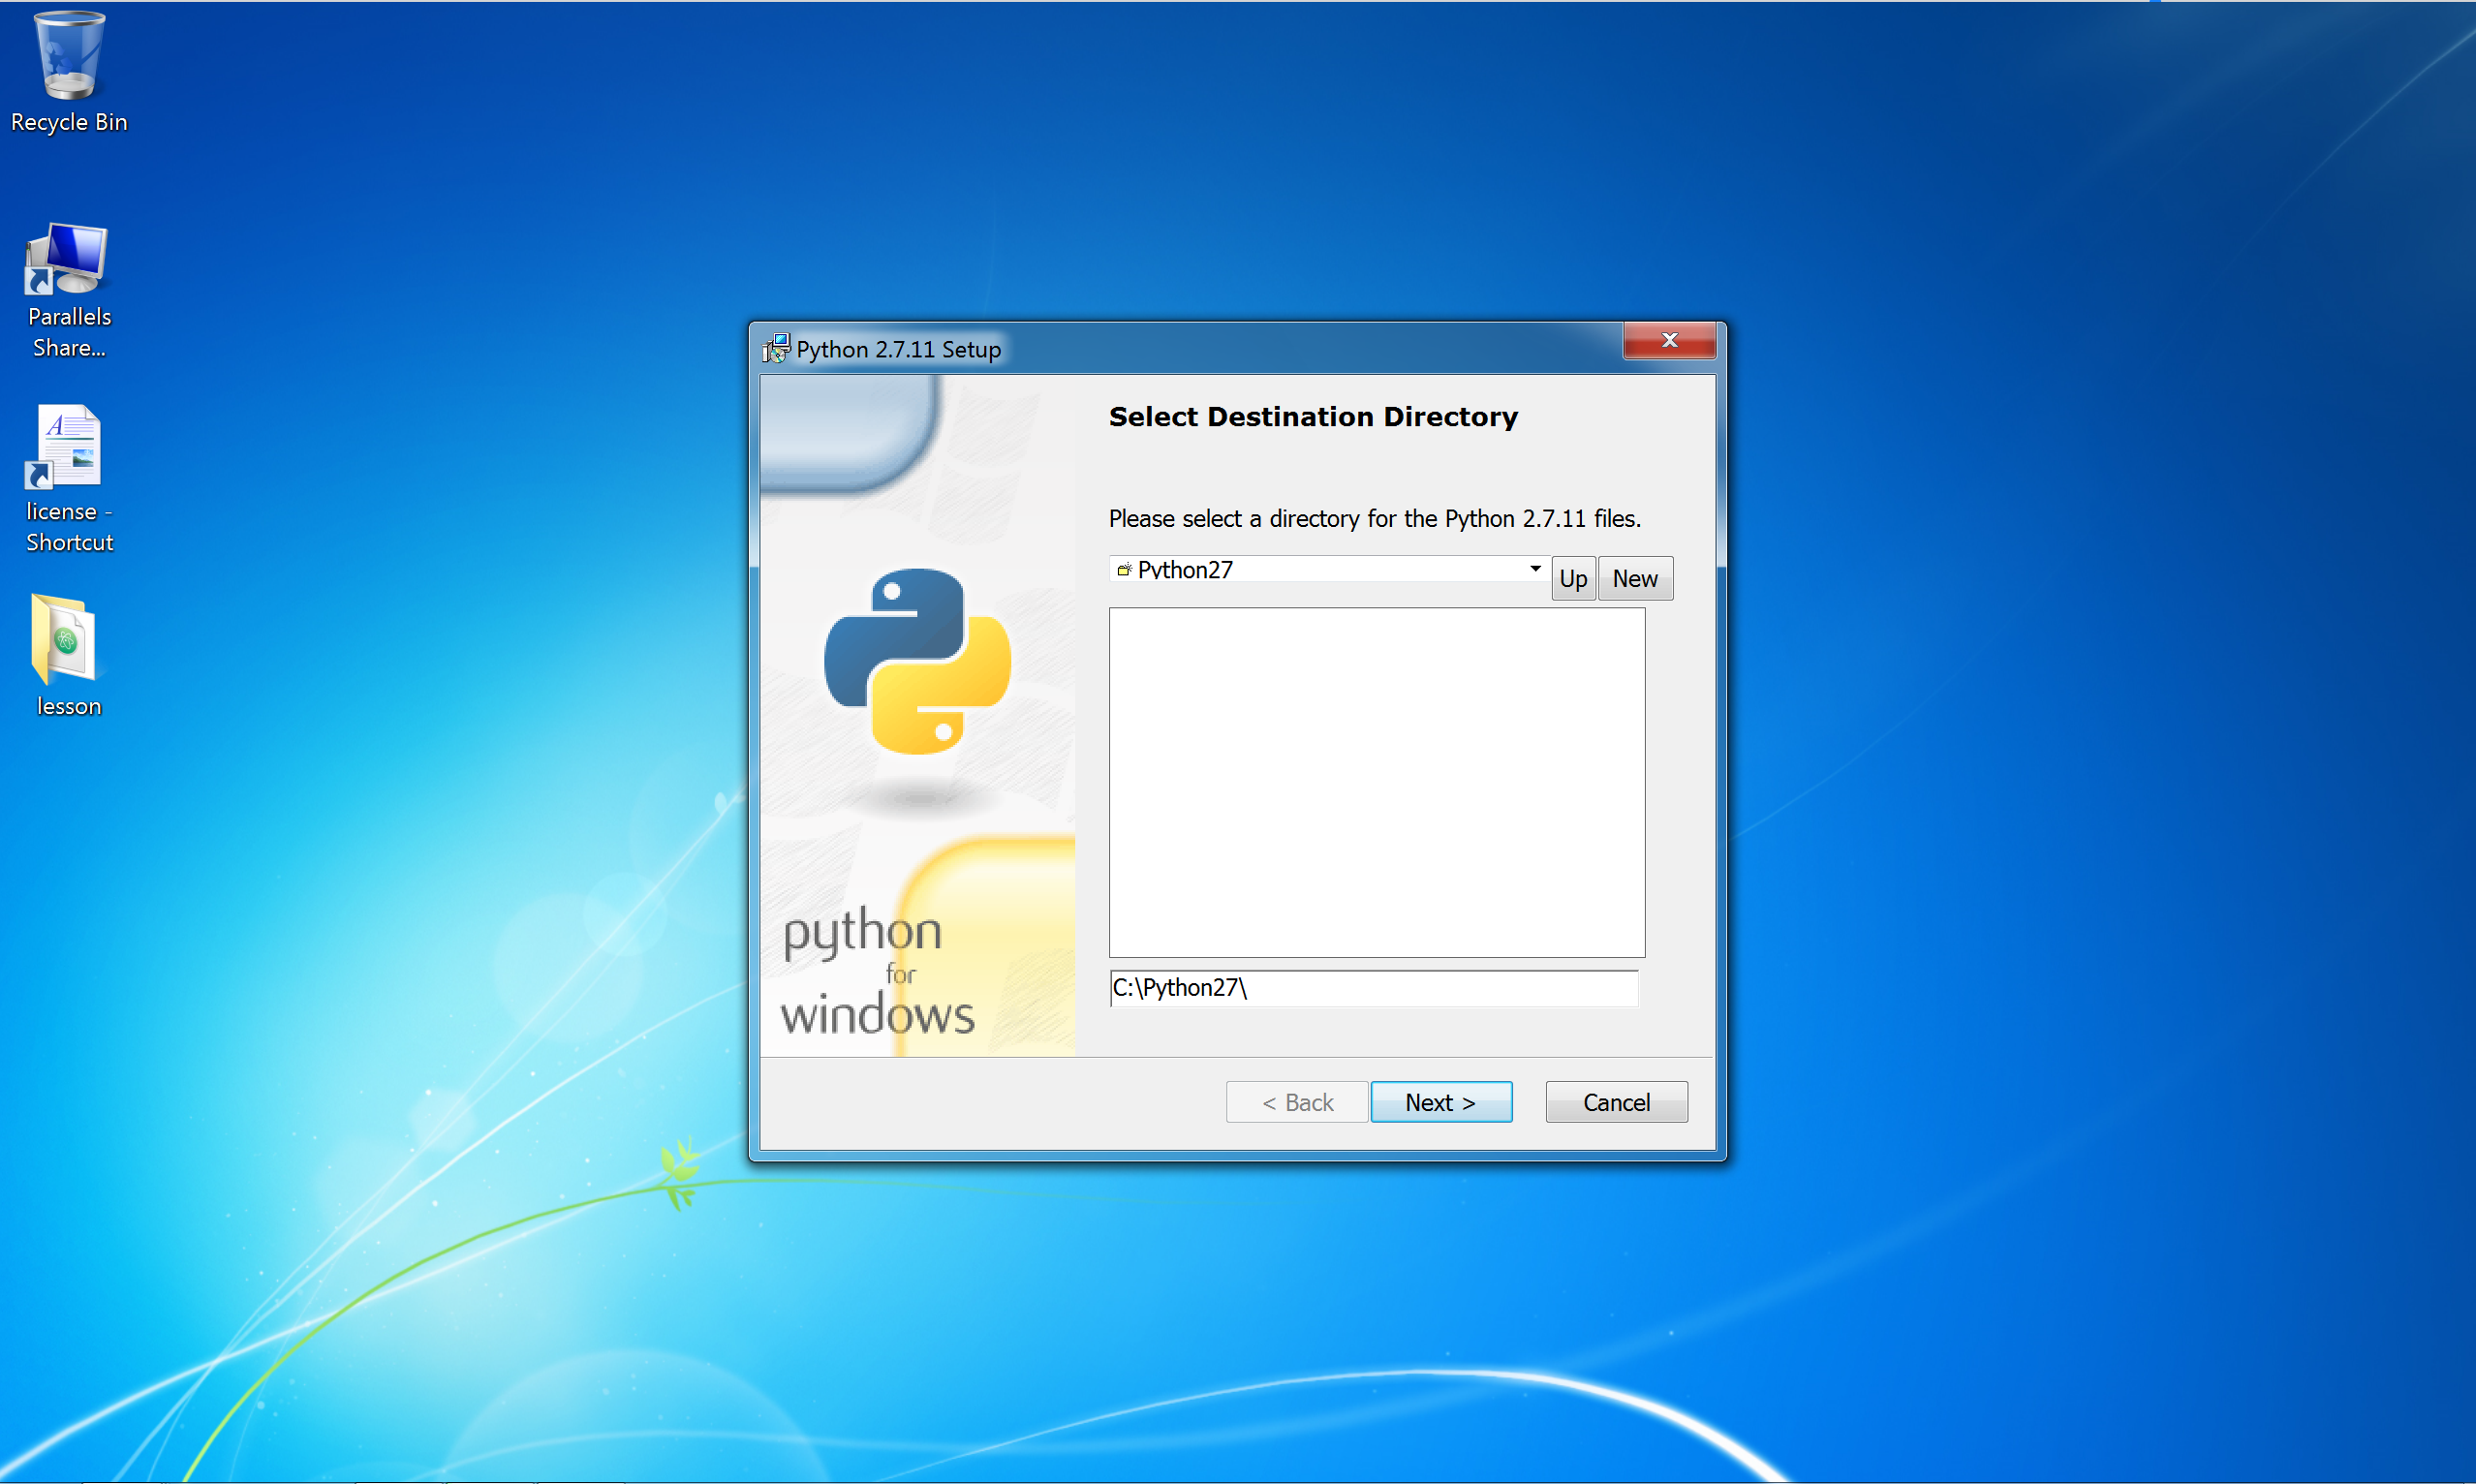 Recycle Bin
Parallels
Share...
license -
Shortcut
lesson
Python 2.7.11 Setup
Select Destination Directory
Please select a directory for the Python 2.7.11 files.
Python27
Up
New
C:\Python27\
python
for
windows
< Back
Next >
Cancel